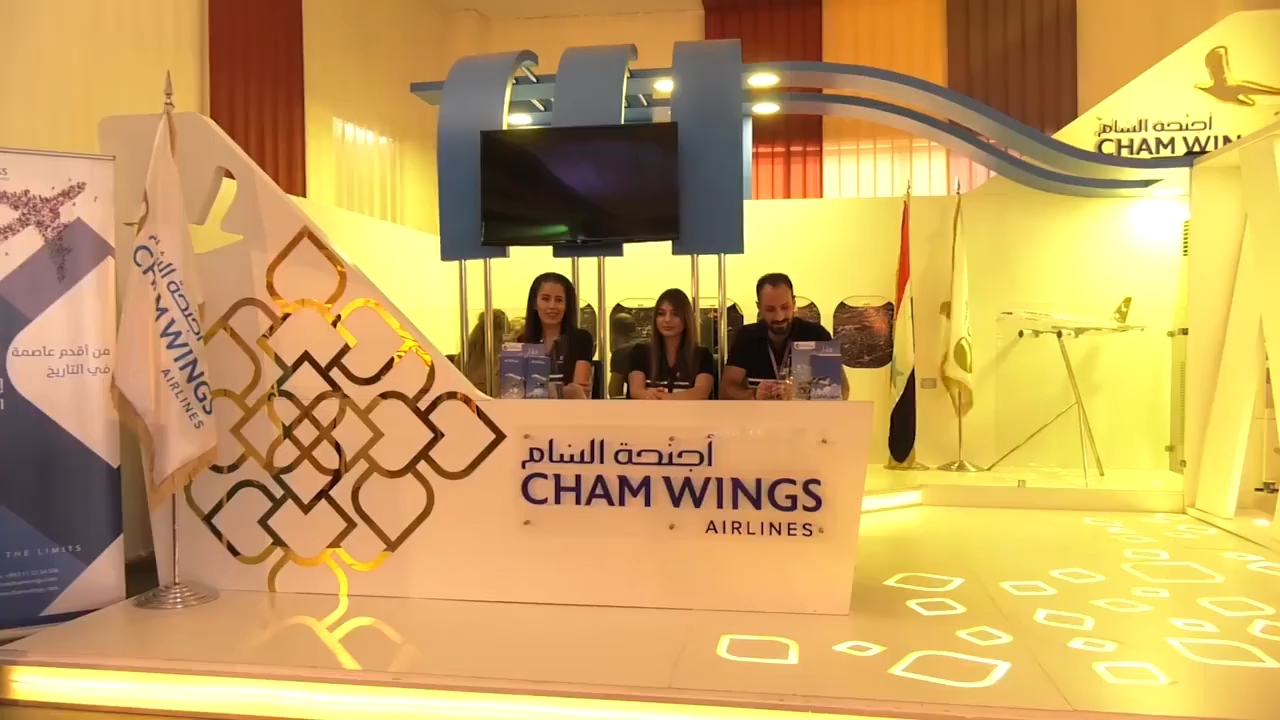 من أقدم عاصمة
في التاريخ
THE LIMITS
أجنحة الشام
CHAM WINGS
AIRLINES
أجنحة الشام
CHAM WINGS
AIRLINES
أجنحة الشام
CHAM WIN